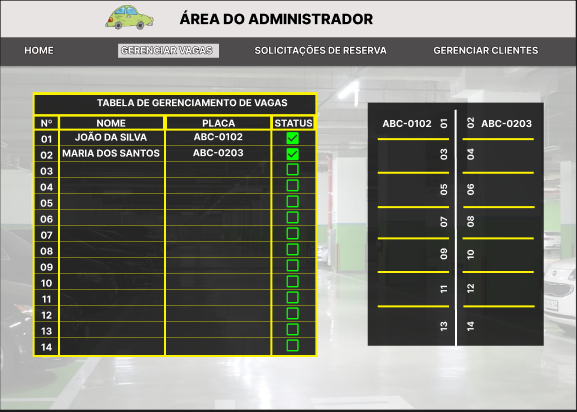 ÁREA DO ADMINISTRADOR
HOME GERENCIAR VAGAS SOLICITAÇÕES DE RESERVA GERENCIAR CLIENTES
TABELA DE GERENCIAMENTO DE VAGAS
Nº NOME PLACA STATUS
01 JOÃO DA SILVA ABC-0102
02 MARIA DOS SANTOS ABC-0203
03
04
05
06
07
08
09
10
11
12
13
14
ABC-0102 01 02 ABC-0203
03 04
05 06
07 08
09 10
11 12
13 14